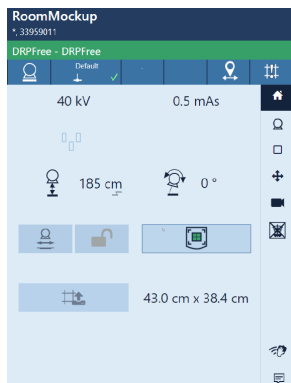 RoomMockup
*, 33959011
DRPFree - DRPFree
Default
40 kV
0.5 mAs
185 cm
0 °
43.0 cm x 38.4 cm